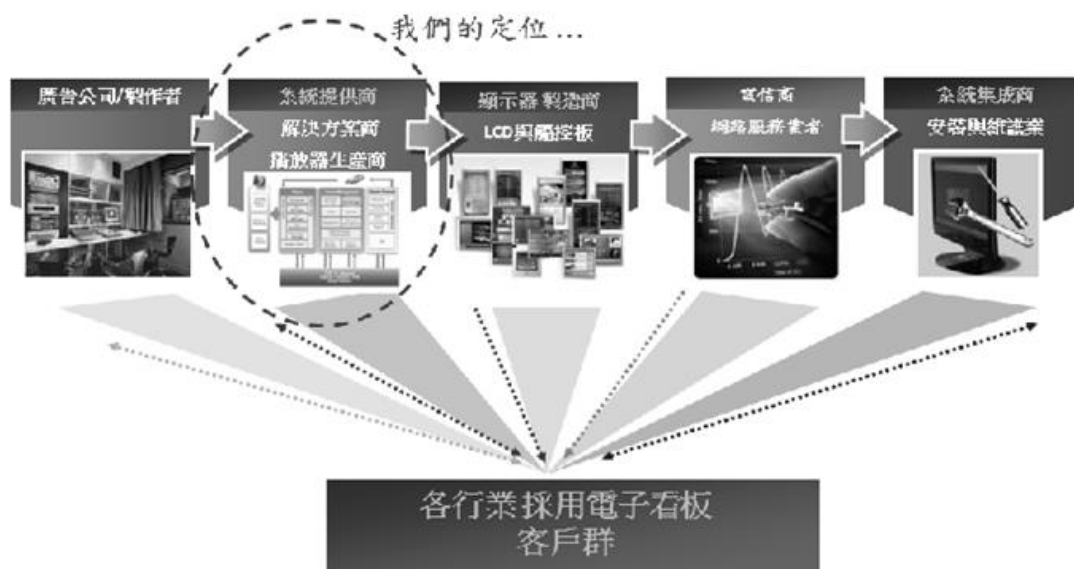 我們的定位...
廣告公司/製作者
系統提供商
解決方案商
播放器生產商
顯示器 製造商
LCD與觸控板
電信商
網路服務業者
系統集成商
安裝與維護業
各行業採用電子看板
客戶群